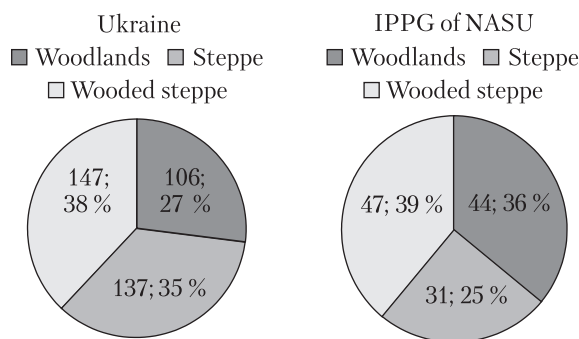 Ukraine
Woodlands Steppe
Wooded steppe
147;
38 %
106;
27 %
137; 35 %
IPPG of NASU
Woodlands Steppe
Wooded steppe
47; 39 %
44; 36 %
31; 25 %